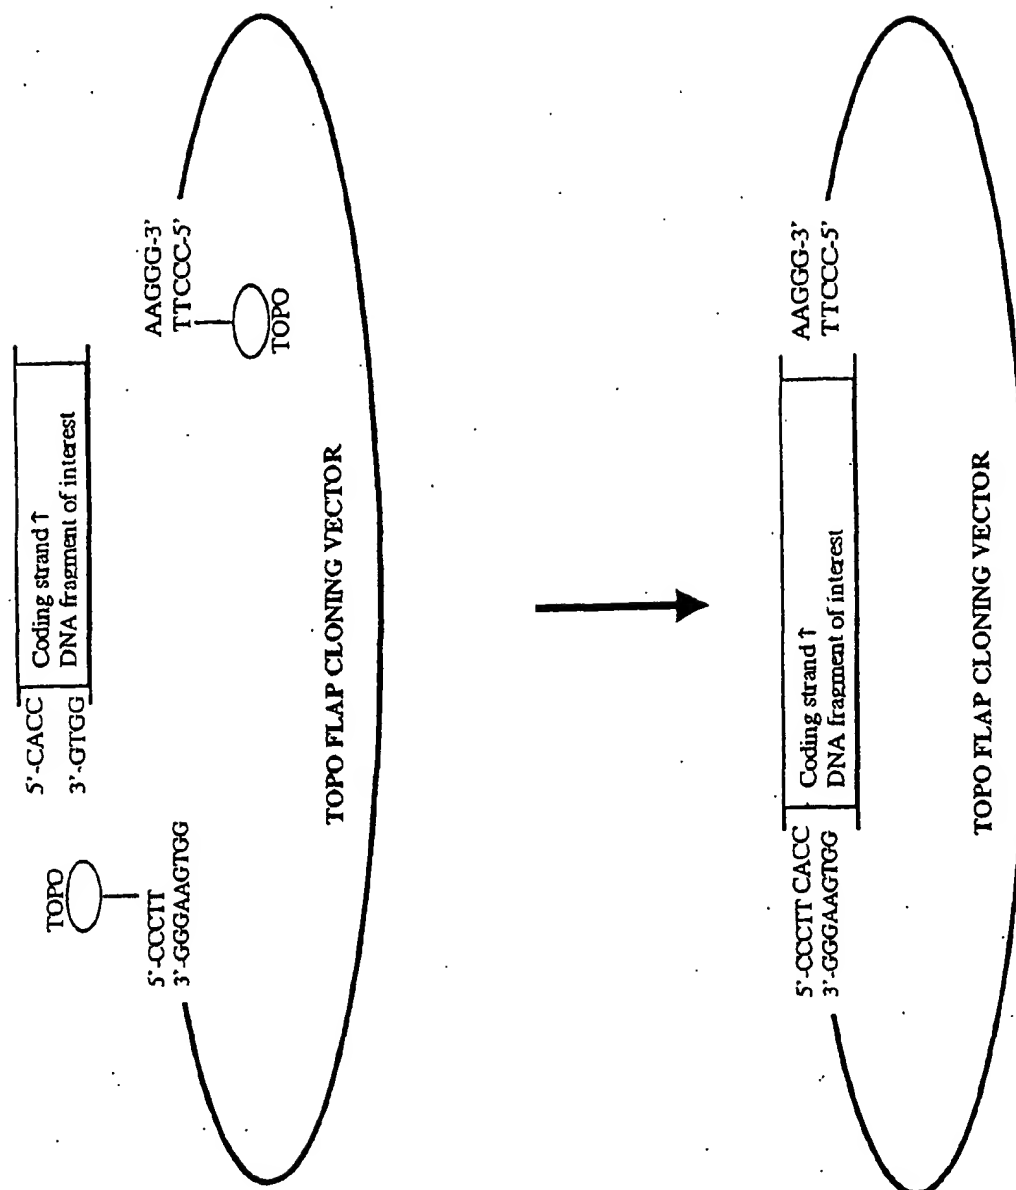 TOPO
5'-CCCTT
3'-GGGAAGTGG
5'-CACC
3'-GTGG
Coding strand ↑
DNA fragment of interest
AAGGG-3'
TTCCC-5'
TOPO
TOPO FLAP CLONING VECTOR
5'-CCCTT CACC
3'-GGGAAGTGG
Coding strand ↑
DNA fragment of interest
AAGGG-3'
TTCCC-5'
TOPO FLAP CLONING VECTOR